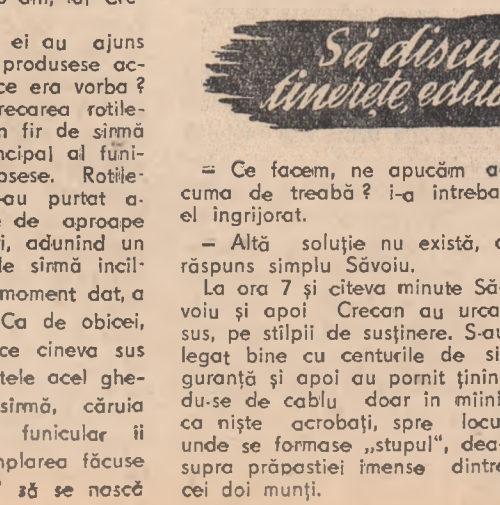 ei au ajuns
produsese ac-
ce era vorba ?
recarea rotile-
fir de sîrmă
ncipal al funi-
psese. Rotile-
-au purtat a-
de aproape
i, adunînd un
de sîrmă încîl-
moment dat, a
Ca de obicei,
ce cineva sus
tele acel ghe-
sîrmă, căruia
funicular îi
mplarea făcuse
să se nască
Să discu
tinerețe, educ
— Ce facem, ne apucăm a-
cuma de treabă ? i-a întreba
el îngrijorat.
— Altă soluție nu există, a
răspuns simplu Săvoiu.
La ora 7 și cîteva minute Să-
voiu și apoi Crecan au urca
sus, pe stîlpii de susținere. S-au
legat bine cu centurile de si-
guranță și apoi au pornit ținîn-
du-se de cablu doar în mîini,
ca niște acrobați, spre locu
unde se formase „stupul“, dea-
supra prăpastiei imense dintre
cei doi munți.